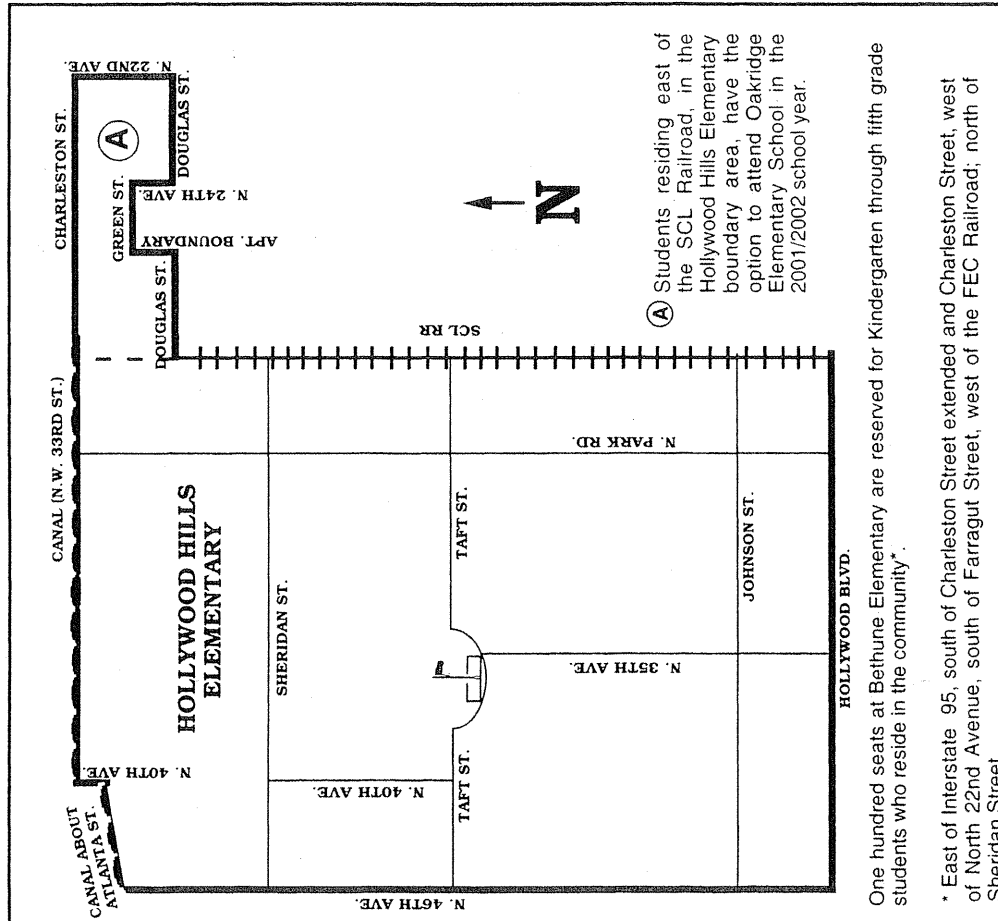 CANAL (N.W. 33RD ST.)
CHARLESTON ST.
N. 22ND AVE.
CANAL ABOUT
ATLANTA ST.
N. 40TH AVE.
HOLLYWOOD HILLS
ELEMENTARY
GREEN ST.
A
DOUGLAS ST.
N. 24TH AVE.
APT. BOUNDARY
DOUGLAS ST.
SHERIDAN ST.
N. 40TH AVE.
TAFT ST.
TAFT ST.
N. PARK RD.
SCL RR
N. 46TH AVE.
N. 35TH AVE.
JOHNSON ST.
HOLLYWOOD BLVD.
N
A Students residing east of
the SCL Railroad, in the
Hollywood Hills Elementary
boundary area, have the
option to attend Oakridge
Elementary School in the
2001/2002 school year.
One hundred seats at Bethune Elementary are reserved for Kindergarten through fifth grade
students who reside in the community*.
* East of Interstate 95, south of Charleston Street extended and Charleston Street, west
of North 22nd Avenue, south of Farragut Street, west of the FEC Railroad; north of
Sheridan Street